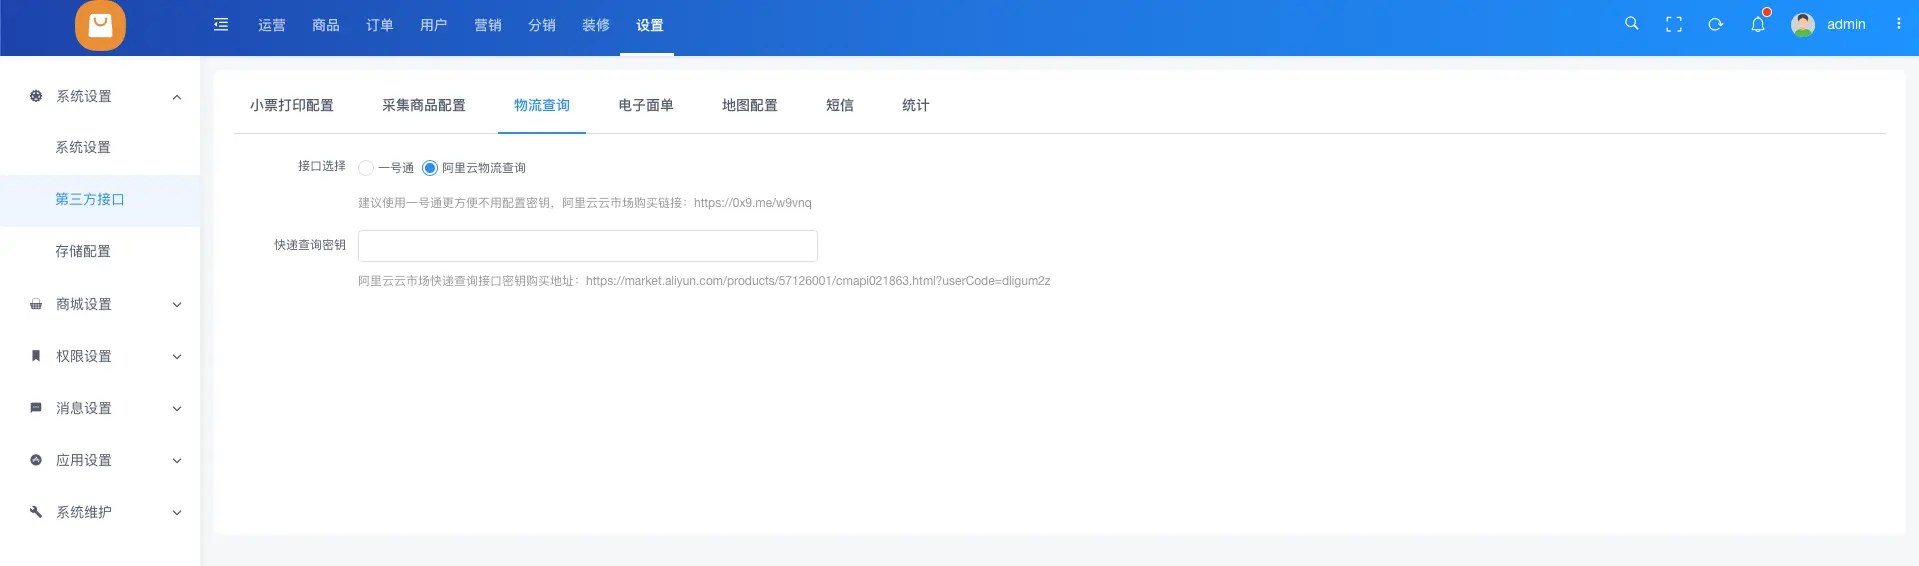 运营 商品 订单 用户 营销 分销 装修 设置 admin
系统设置
系统设置
第三方接口
存储配置
商城设置
权限设置
消息设置
应用设置
系统维护
小票打印配置 采集商品配置 物流查询 电子面单 地图配置 短信 统计
接口选择 一号通 阿里云物流查询
建议使用一号通更方便不用配置密钥，阿里云云市场购买链接：https://0x9.me/w9vnq
快递查询密钥
阿里云云市场快递查询接口密钥购买地址：https://market.aliyun.com/products/57126001/cmapi021863.html?userCode=dligum2z